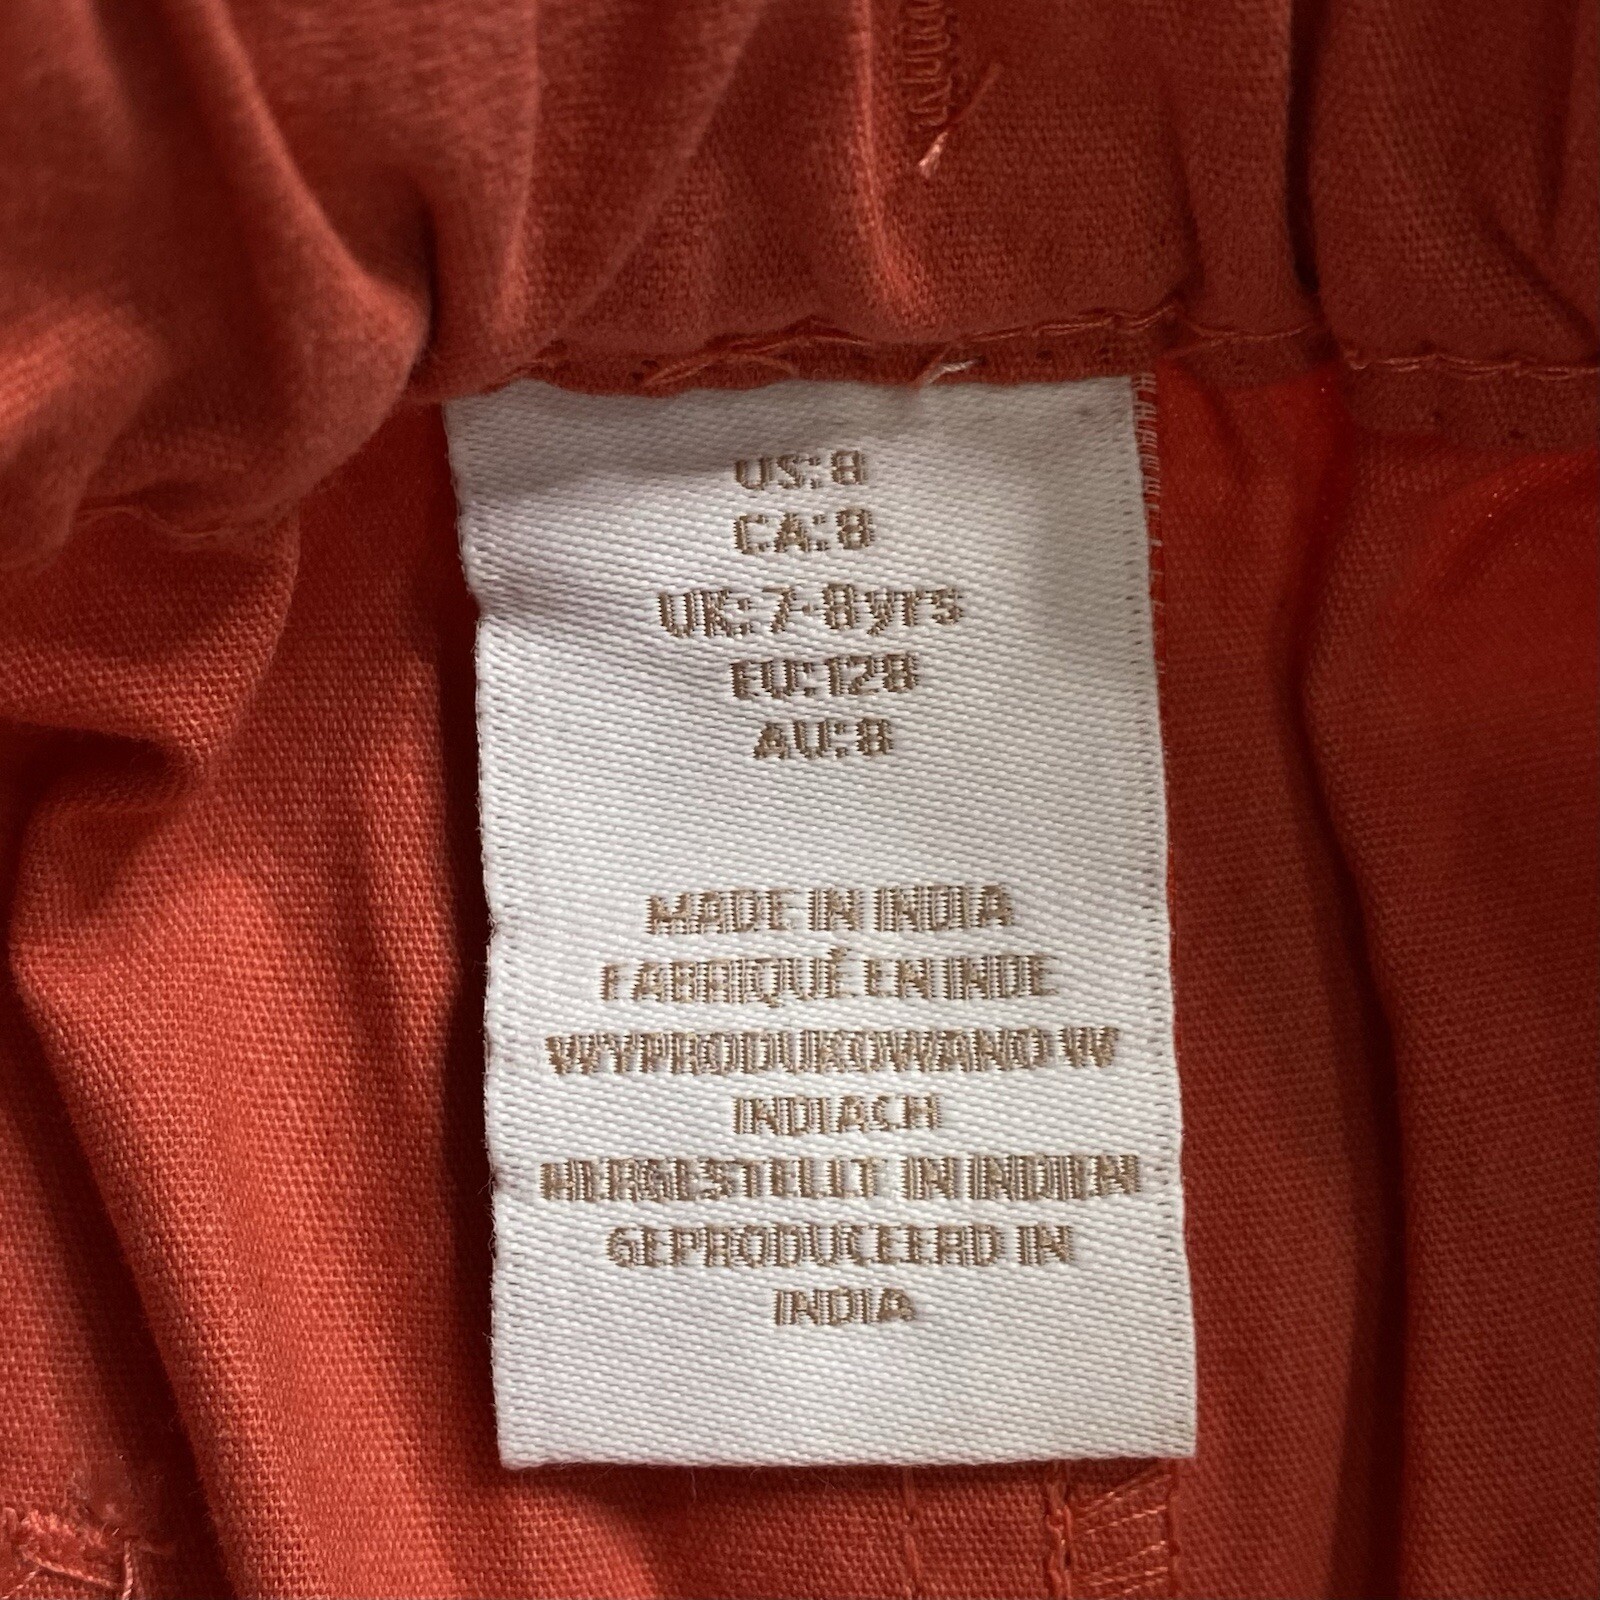 US: 8
CA: 8
UK: 7-8yrs
EU: 128
AU: 8
MADE IN INDIA
FABRIQUÉ EN INDE
WYPRODUKOWANO W
INDIACH
HERGESTELLT IN INDIEN
GEPRODUCEERD IN
INDIA